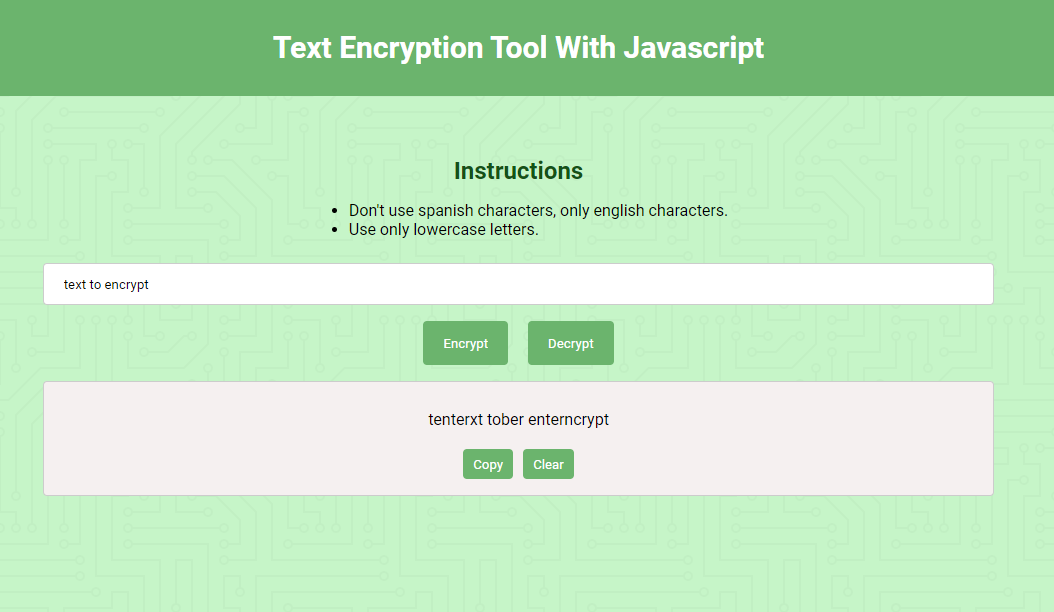 Text Encryption Tool With Javascript
Instructions
Don't use spanish characters, only english characters.
Use only lowercase letters.
text to encrypt
Encrypt Decrypt
tenterxt tober enterncrypt
Copy Clear